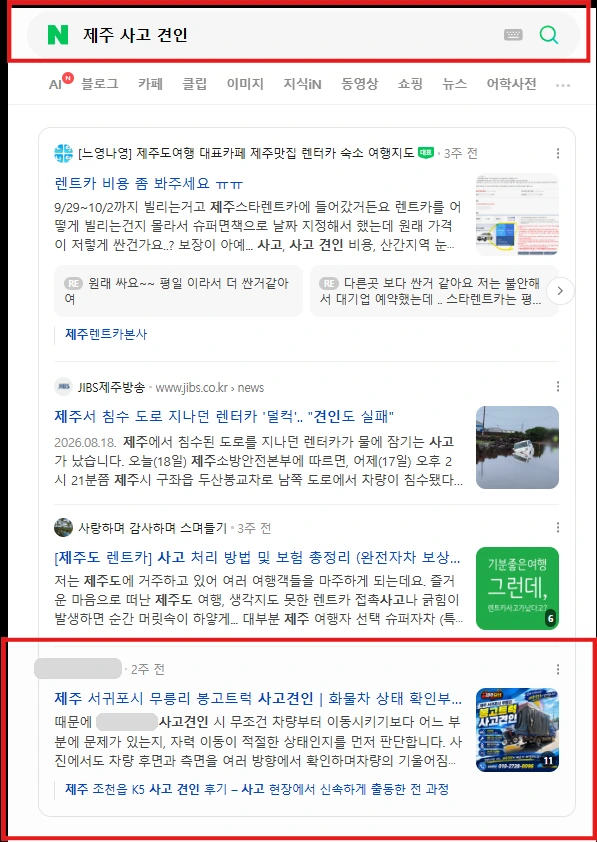 N 제주 사고 견인
AI N 블로그 카페 클립 이미지 지식iN 동영상 쇼핑 뉴스 어학사전 ...
[느영나영] 제주도여행 대표카페 제주맛집 렌터카 숙소 여행지도 대표 · 3주 전
렌트카 비용 좀 봐주세요 ㅠㅠ
9/29~10/2까지 빌리는거고 제주스타렌트카에 들어갔거든요 렌트카를 어
떻게 빌리는건지 몰라서 슈퍼면책으로 날짜 지정해서 했는데 원래 가격
이 저렇게 싼건가요..? 보장이 아예... 사고, 사고 견인 비용, 산간지역 눈...
RE 원래 싸요~~ 평일 이라서 더 싼거같아
여
RE 다른곳 보다 싼거 같아요 저는 불안해
서 대기업 예약했는데 .. 스타렌트카는 평...
제주렌트카본사
JIBS JIBS제주방송 · www.jibs.co.kr › news
제주서 침수 도로 지나던 렌터카 '덜컥'.. "견인도 실패"
2026.08.18. 제주에서 침수된 도로를 지나던 렌터카가 물에 잠기는 사고
가 났습니다. 오늘(18일) 제주소방안전본부에 따르면, 어제(17일) 오후 2
시 21분쯤 제주시 구좌읍 두산봉교차로 남쪽 도로에서 차량이 침수됐다...
사랑하며 감사하며 스며들기 · 3주 전
[제주도 렌트카] 사고 처리 방법 및 보험 총정리 (완전자차 보상...
저는 제주도에 거주하고 있어 여러 여행객들을 마주하게 되는데요. 즐거
운 마음으로 떠난 제주도 여행, 생각지도 못한 렌트카 접촉사고나 긁힘이
발생하면 순간 머릿속이 하얗게... 대부분 제주 여행자 선택 슈퍼자차 (특...
기분좋은여행
그런데,
렌트카사고가났다고?
6
· 2주 전
제주 서귀포시 무릉리 봉고트럭 사고견인 | 화물차 상태 확인부...
때문에 사고견인 시 무조건 차량부터 이동시키기보다 어느 부
분에 문제가 있는지, 자력 이동이 적절한 상태인지를 먼저 판단합니다. 사
진에서도 차량 후면과 측면을 여러 방향에서 확인하며차량의 기울어짐...
봉고트럭
사고견인
11
제주 조천읍 K5 사고 견인 후기 – 사고 현장에서 신속하게 출동한 전 과정